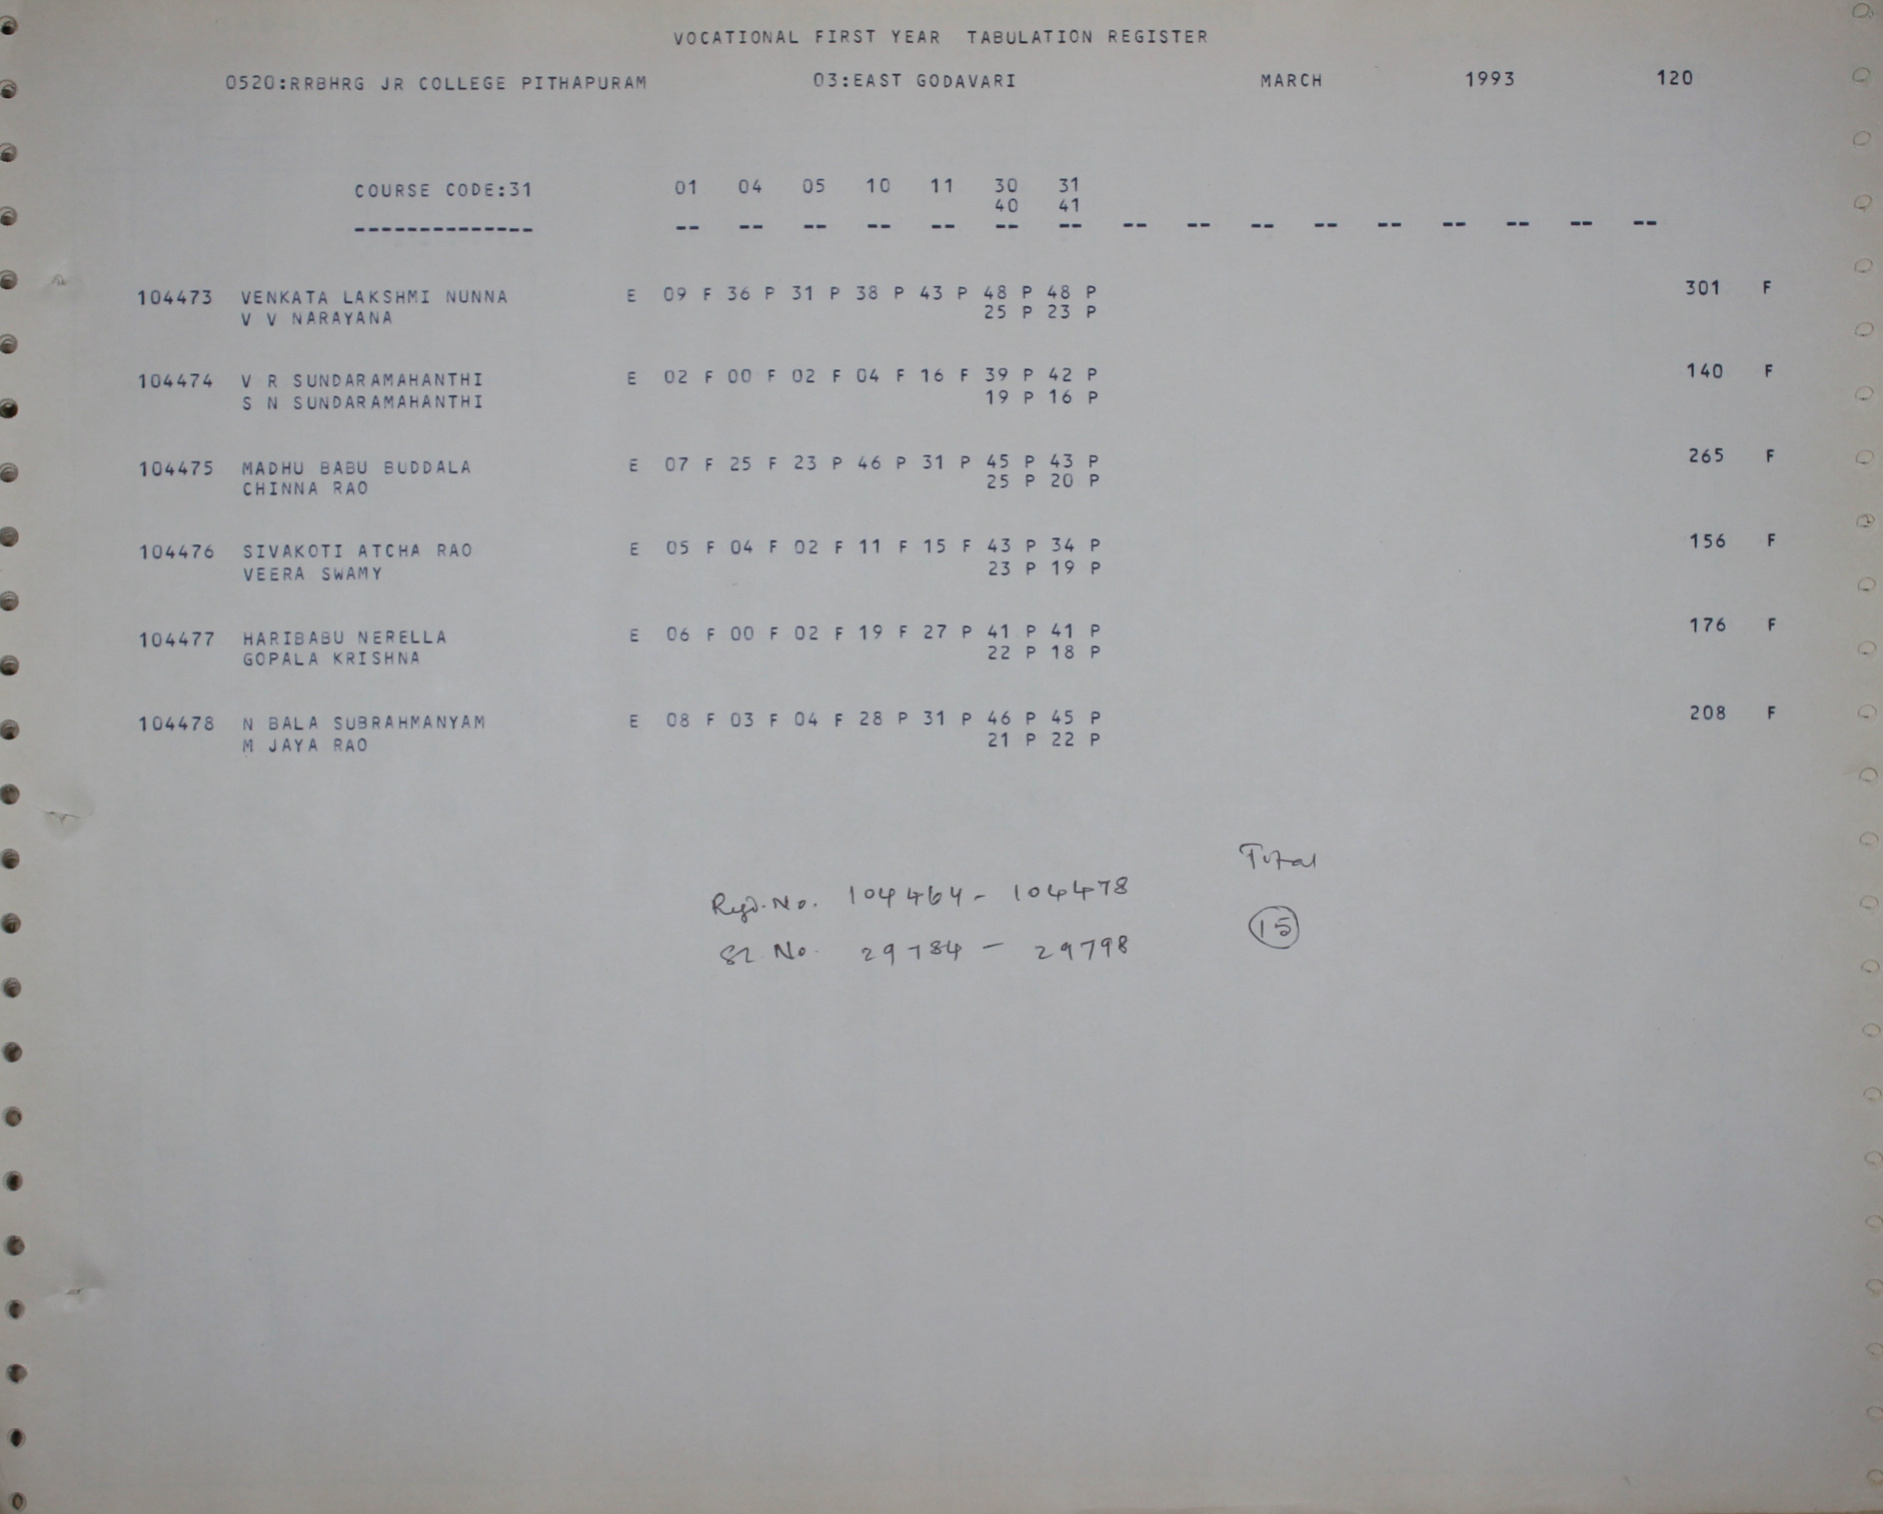 VOCATIONAL FIRST YEAR TABULATION REGISTER
0520:RRBHRG JR COLLEGE PITHAPURAM 03:EAST GODAVARI MARCH 1993 120
COURSE CODE:31 01 04 05 10 11 30 31
40 41
-------------- -- -- -- -- -- -- -- -- -- -- -- -- -- -- -- --
104473 VENKATA LAKSHMI NUNNA E 09 F 36 P 31 P 38 P 43 P 48 P 48 P 301 F
V V NARAYANA 25 P 23 P
104474 V R SUNDARAMAHANTHI E 02 F 00 F 02 F 04 F 16 F 39 P 42 P 140 F
S N SUNDARAMAHANTHI 19 P 16 P
104475 MADHU BABU BUDDALA E 07 F 25 F 23 P 46 P 31 P 45 P 43 P 265 F
CHINNA RAO 25 P 20 P
104476 SIVAKOTI ATCHA RAO E 05 F 04 F 02 F 11 F 15 F 43 P 34 P 156 F
VEERA SWAMY 23 P 19 P
104477 HARIBABU NERELLA E 06 F 00 F 02 F 19 F 27 P 41 P 41 P 176 F
GOPALA KRISHNA 22 P 18 P
104478 N BALA SUBRAHMANYAM E 08 F 03 F 04 F 28 P 31 P 46 P 45 P 208 F
M JAYA RAO 21 P 22 P
Total
Regd. No. 104464 - 104478
Sl. No. 29784 - 29798 15